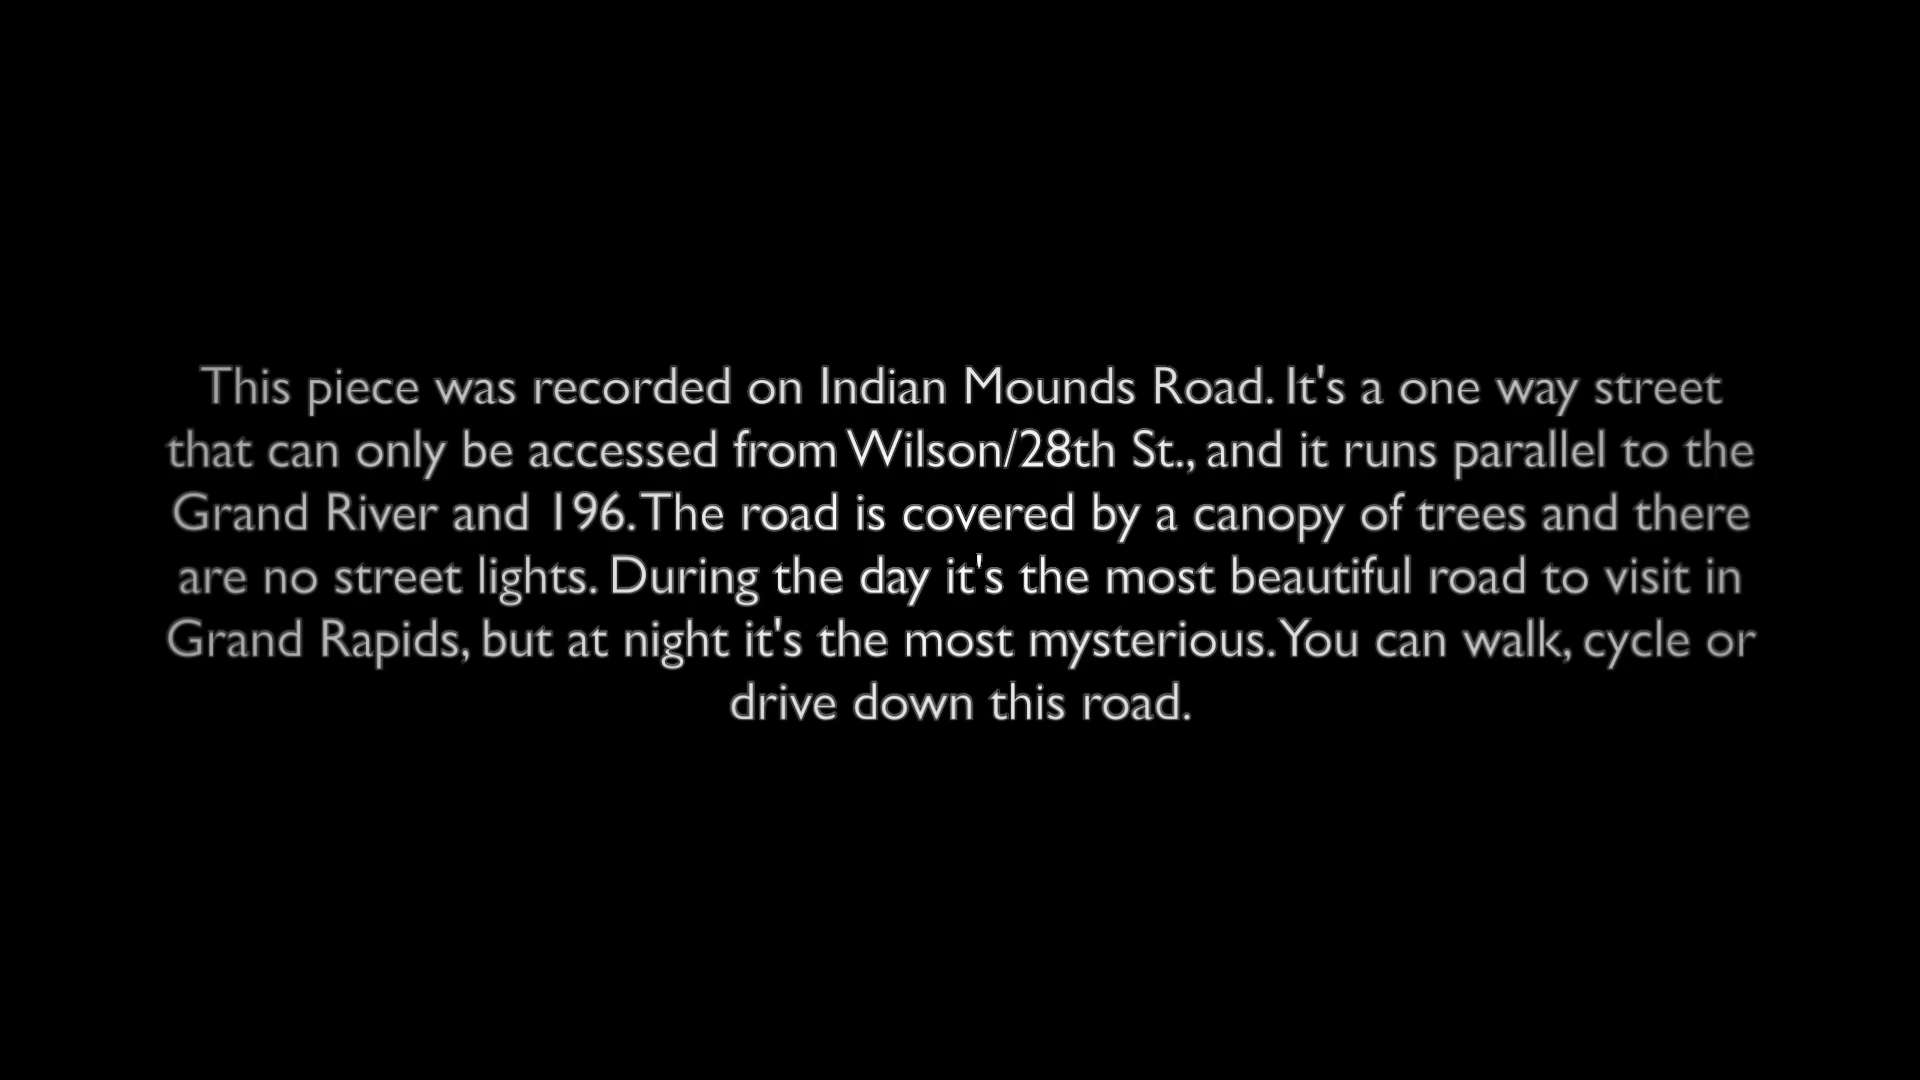 This piece was recorded on Indian Mounds Road. It's a one way street
that can only be accessed from Wilson/28th St., and it runs parallel to the
Grand River and 196. The road is covered by a canopy of trees and there
are no street lights. During the day it's the most beautiful road to visit in
Grand Rapids, but at night it's the most mysterious. You can walk, cycle or
drive down this road.